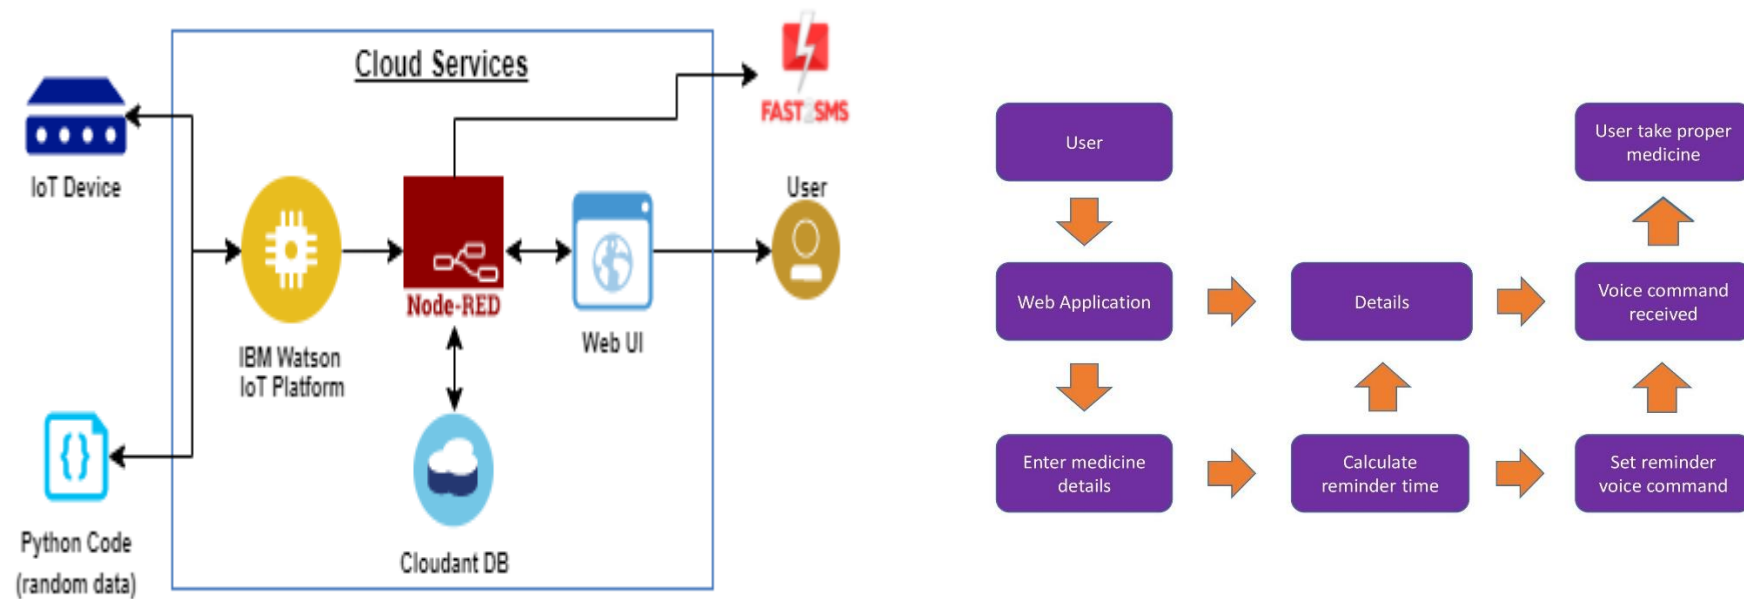 Cloud Services
FAST2SMS
IoT Device
User
Node-RED
IBM Watson
IoT Platform
Web UI
Cloudant DB
{}
Python Code
(random data)
User
User take proper
medicine
Web Application
Details
Voice command
received
Enter medicine
details
Calculate
reminder time
Set reminder
voice command